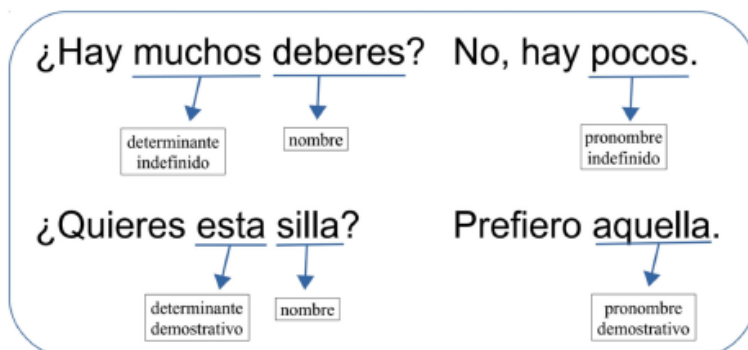 ¿Hay muchos deberes? No, hay pocos.
determinante indefinido
nombre
pronombre indefinido
¿Quieres esta silla? Prefiero aquella.
determinante demostrativo
nombre
pronombre demostrativo